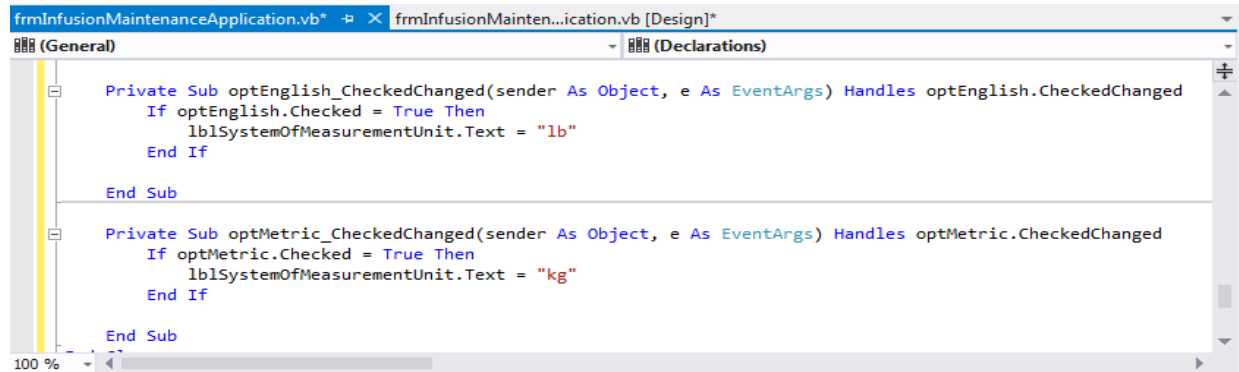 frmInfusionMaintenanceApplication.vb* frmInfusionMainten...ication.vb [Design]*
(General) (Declarations)
Private Sub optEnglish_CheckedChanged(sender As Object, e As EventArgs) Handles optEnglish.CheckedChanged
If optEnglish.Checked = True Then
lblSystemOfMeasurementUnit.Text = "lb"
End If
End Sub
Private Sub optMetric_CheckedChanged(sender As Object, e As EventArgs) Handles optMetric.CheckedChanged
If optMetric.Checked = True Then
lblSystemOfMeasurementUnit.Text = "kg"
End If
End Sub
100 %